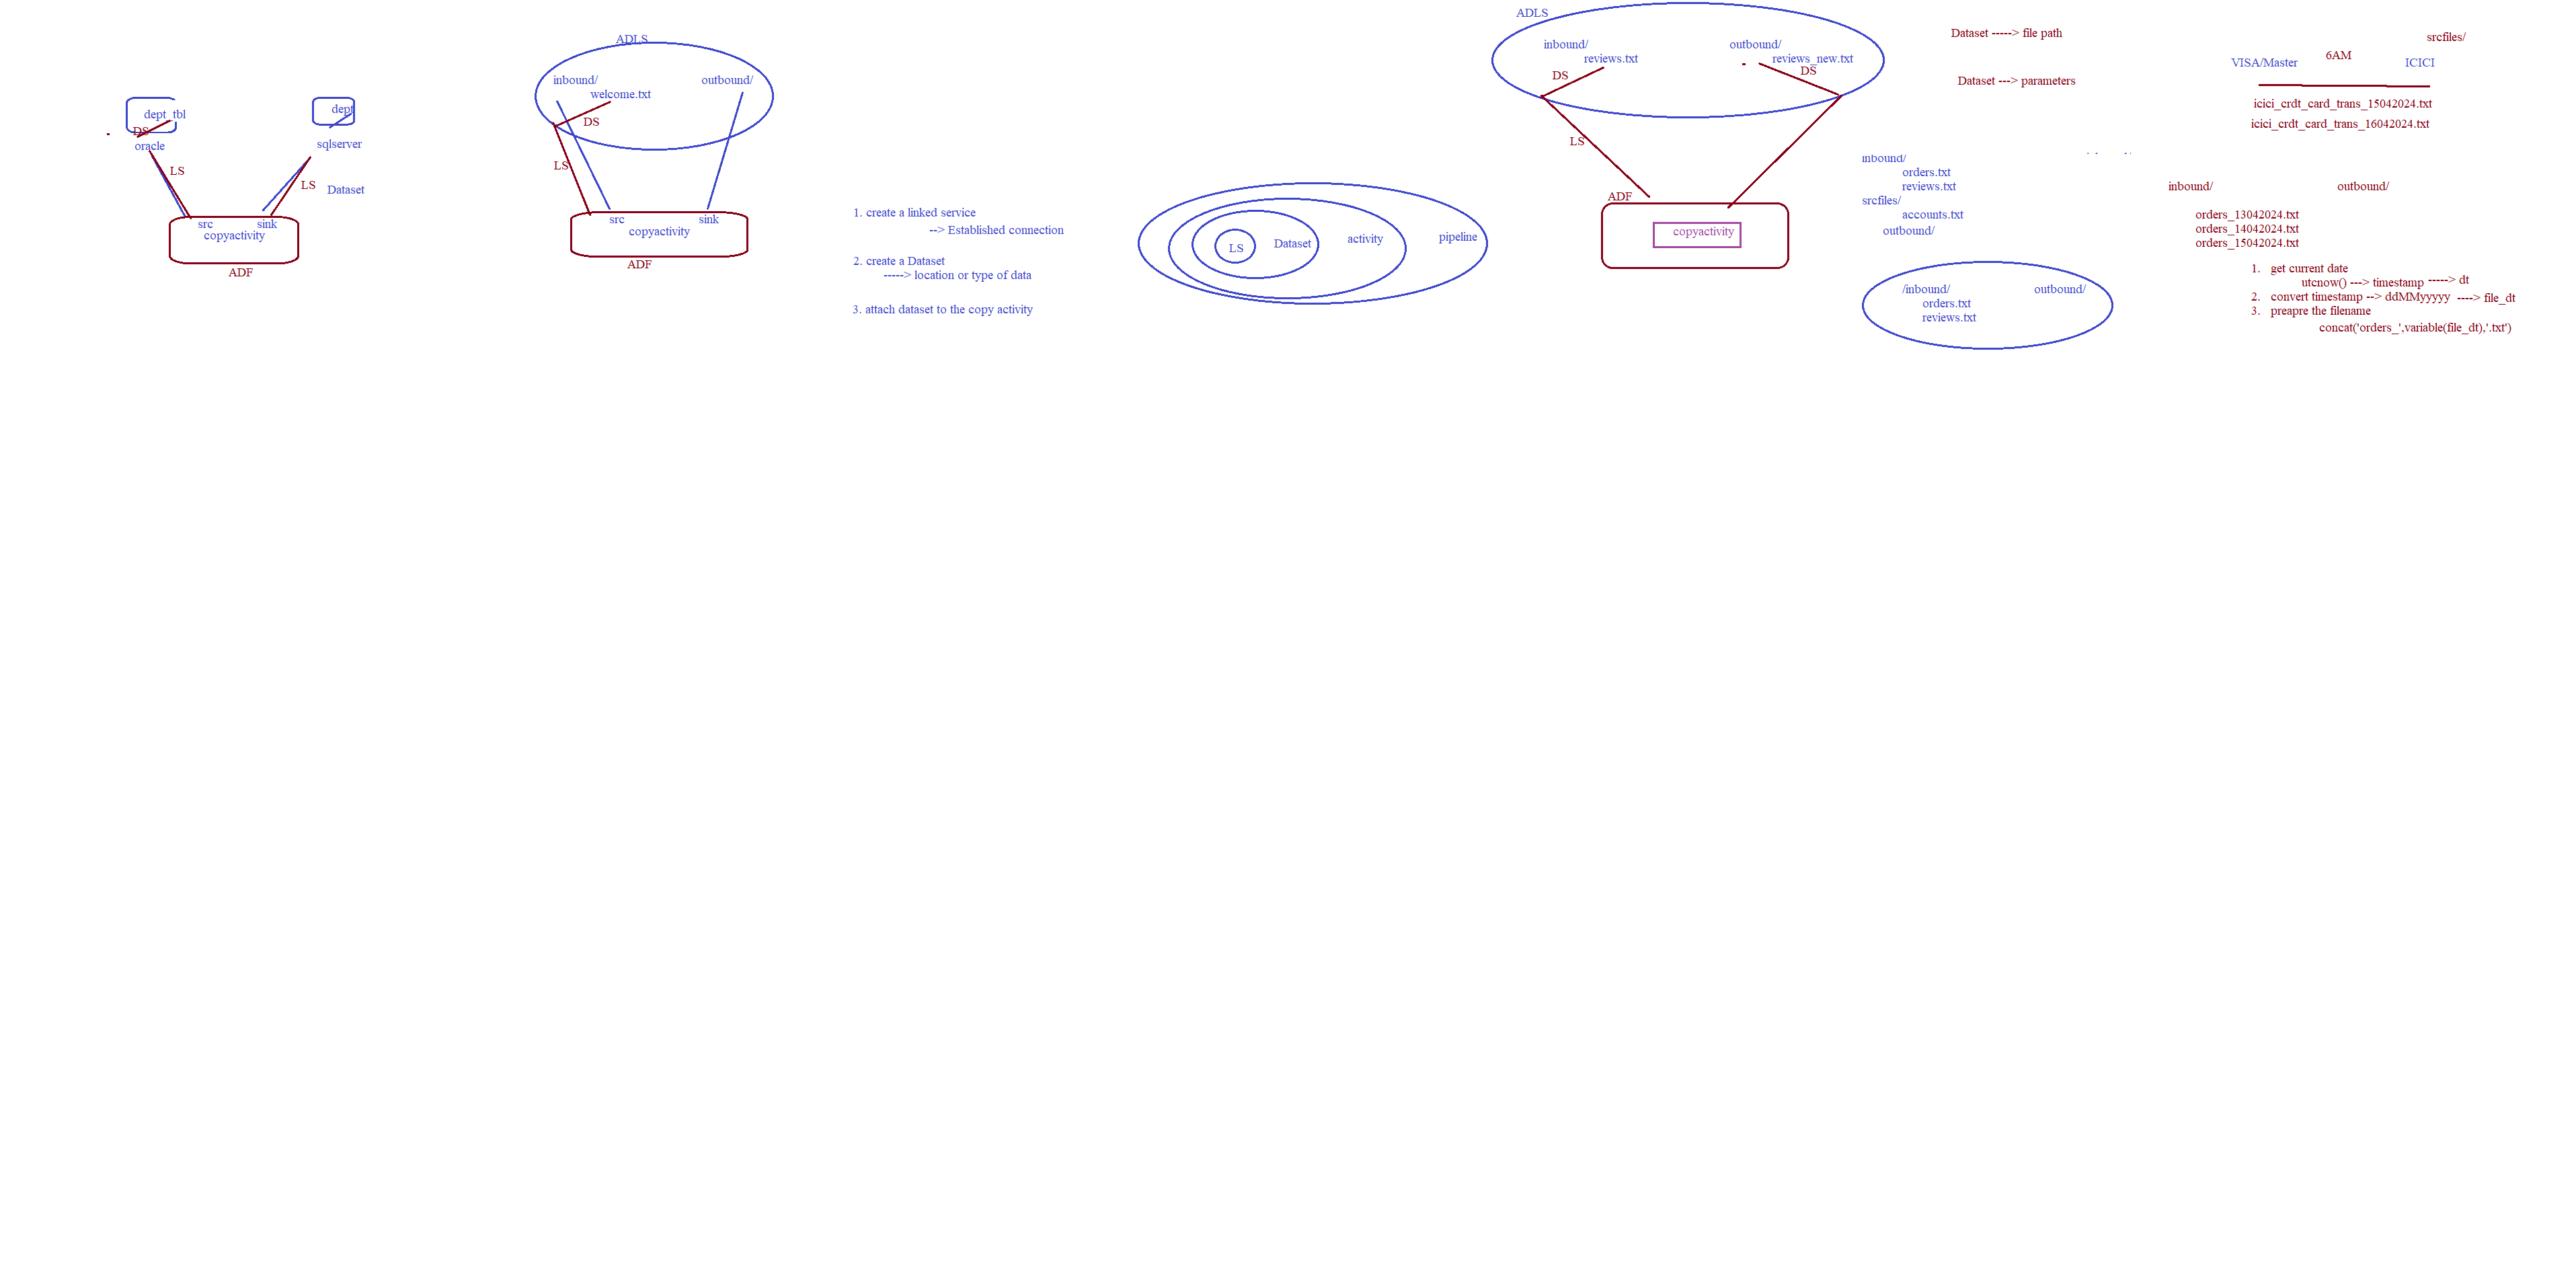 dept_tbl
DS
oracle
LS
dept
sqlserver
LS
Dataset
src
sink
copyactivity
ADF
ADLS
inbound/
outbound/
welcome.txt
DS
LS
src
sink
copyactivity
ADF
1. create a linked service
--> Established connection
2. create a Dataset
-----> location or type of data
3. attach dataset to the copy activity
LS
Dataset
activity
pipeline
ADLS
inbound/
reviews.txt
outbound/
reviews_new.txt
DS
DS
LS
ADF
copyactivity
Dataset -----> file path
Dataset ---> parameters
inbound/
orders.txt
reviews.txt
srcfiles/
accounts.txt
outbound/
/inbound/
outbound/
orders.txt
reviews.txt
srcfiles/
VISA/Master
6AM
ICICI
icici_crdt_card_trans_15042024.txt
icici_crdt_card_trans_16042024.txt
inbound/
outbound/
orders_13042024.txt
orders_14042024.txt
orders_15042024.txt
1. get current date
utcnow() ---> timestamp -----> dt
2. convert timestamp --> ddMMyyyyy ----> file_dt
3. preapre the filename
concat('orders_',variable(file_dt),'.txt')